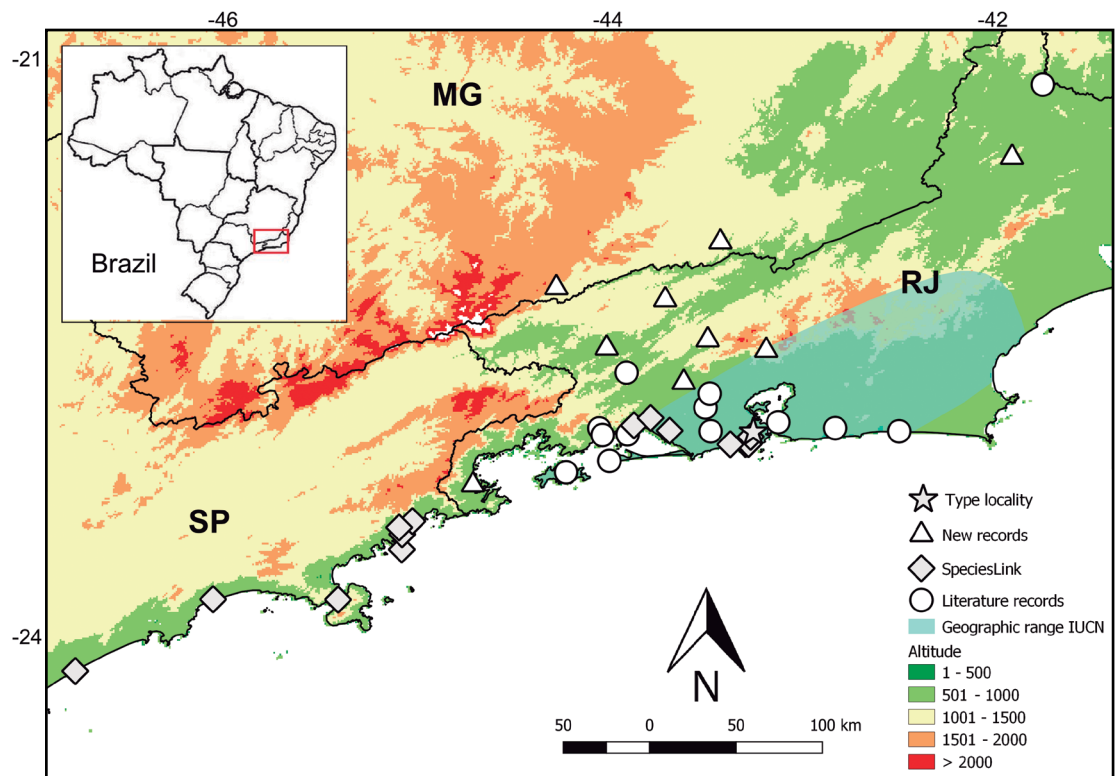 -46 -44 -42
-21
MG
Brazil
RJ
SP
-24
Type locality
New records
SpeciesLink
Literature records
Geographic range IUCN
Altitude
1 - 500
501 - 1000
1001 - 1500
1501 - 2000
> 2000
N
50 0 50 100 km